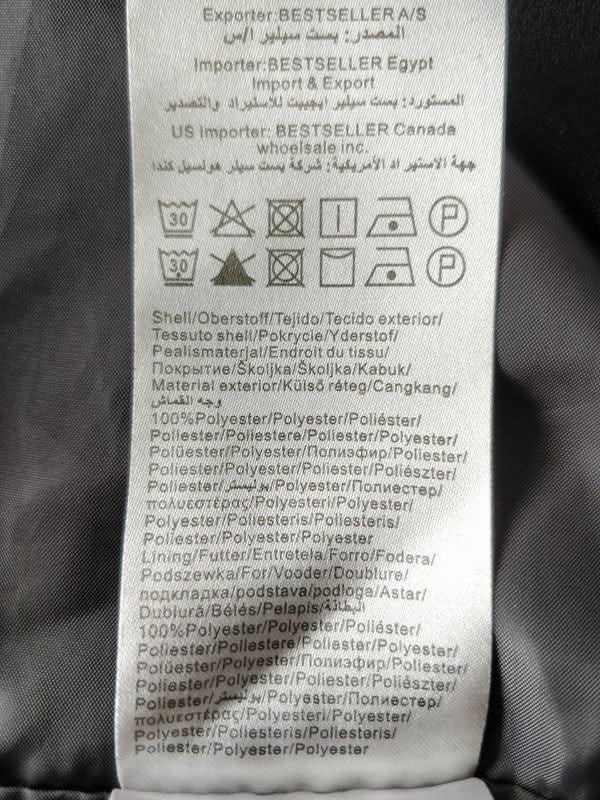 Exporter:BESTSELLER A/S
المصدر: بست سيلير ا/س
Importer:BESTSELLER Egypt
Import & Export
المستورد: بست سيلير ايجيبت للاستيراد والتصدير
US Importer: BESTSELLER Canada
wholesale inc.
جهة الاستيراد الأمريكية: شركة بست سيلر هولسيل كندا
30 P
30 P
Shell/Oberstoff/Tejido/Tecido exterior/
Tessuto shell/Pokrycie/Yderstof/
Pealismaterjal/Endroit du tissu/
Покрытие/Školjka/Školjka/Kabuk/
Material exterior/Külső réteg/Cangkang/
وجه القماش
100%Polyester/Polyester/Poliéster/
Poliester/Poliestere/Poliester/Polyester/
Polüester/Polyester/Полиэфир/Poliester/
Poliester/Polyester/Poliester/Poliészter/
Poliester/بوليستر/Polyester/Полиестер/
πολυεστέρας/Polyesteri/Polyester/
Polyester/Poliesteris/Poliesteris/
Poliester/Polyester/Polyester
Lining/Futter/Entretela/Forro/Fodera/
Podszewka/For/Vooder/Doublure/
подкладка/podstava/podloga/Astar/
Dublură/Bélés/Pelapis/البطانة
100%Polyester/Polyester/Poliéster/
Poliester/Poliestere/Poliester/Polyester/
Polüester/Polyester/Полиэфир/Poliester/
Poliester/Polyester/Poliester/Poliészter/
Poliester/بوليستر/Polyester/Полиестер/
πολυεστέρας/Polyesteri/Polyester/
Polyester/Poliesteris/Poliesteris/
Poliester/Polyester/Polyester